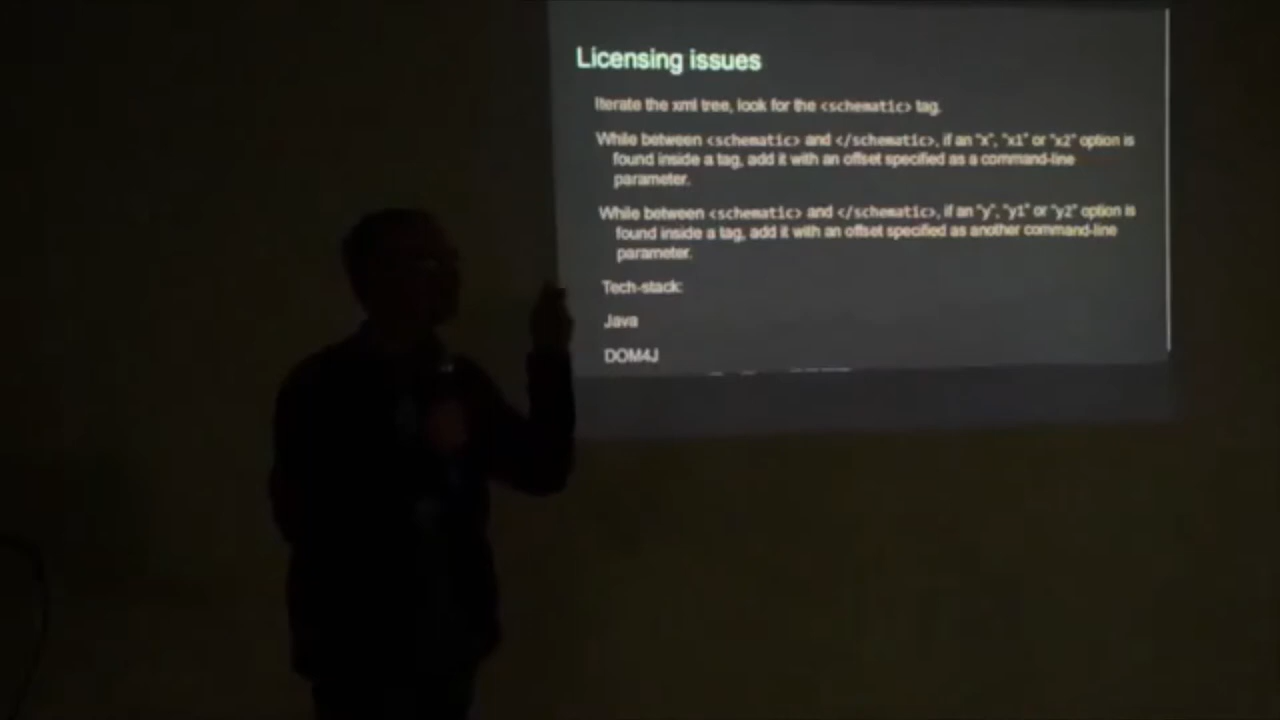 Licensing issues
Iterate the xml tree, look for the <schematic> tag.
While between <schematic> and </schematic>, if an "x", "x1" or "x2" option is
found inside a tag, add it with an offset specified as a command-line
parameter.
While between <schematic> and </schematic>, if an "y", "y1" or "y2" option is
found inside a tag, add it with an offset specified as another command-line
parameter.
Tech-stack:
Java
DOM4J